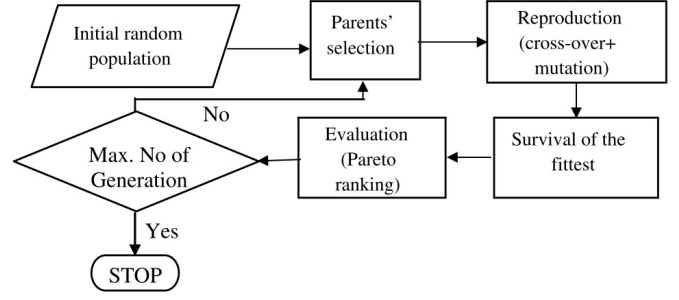 Initial random
population
Parents'
selection
Reproduction
(cross-over+
mutation)
No
Max. No of
Generation
Evaluation
(Pareto
ranking)
Survival of the
fittest
Yes
STOP